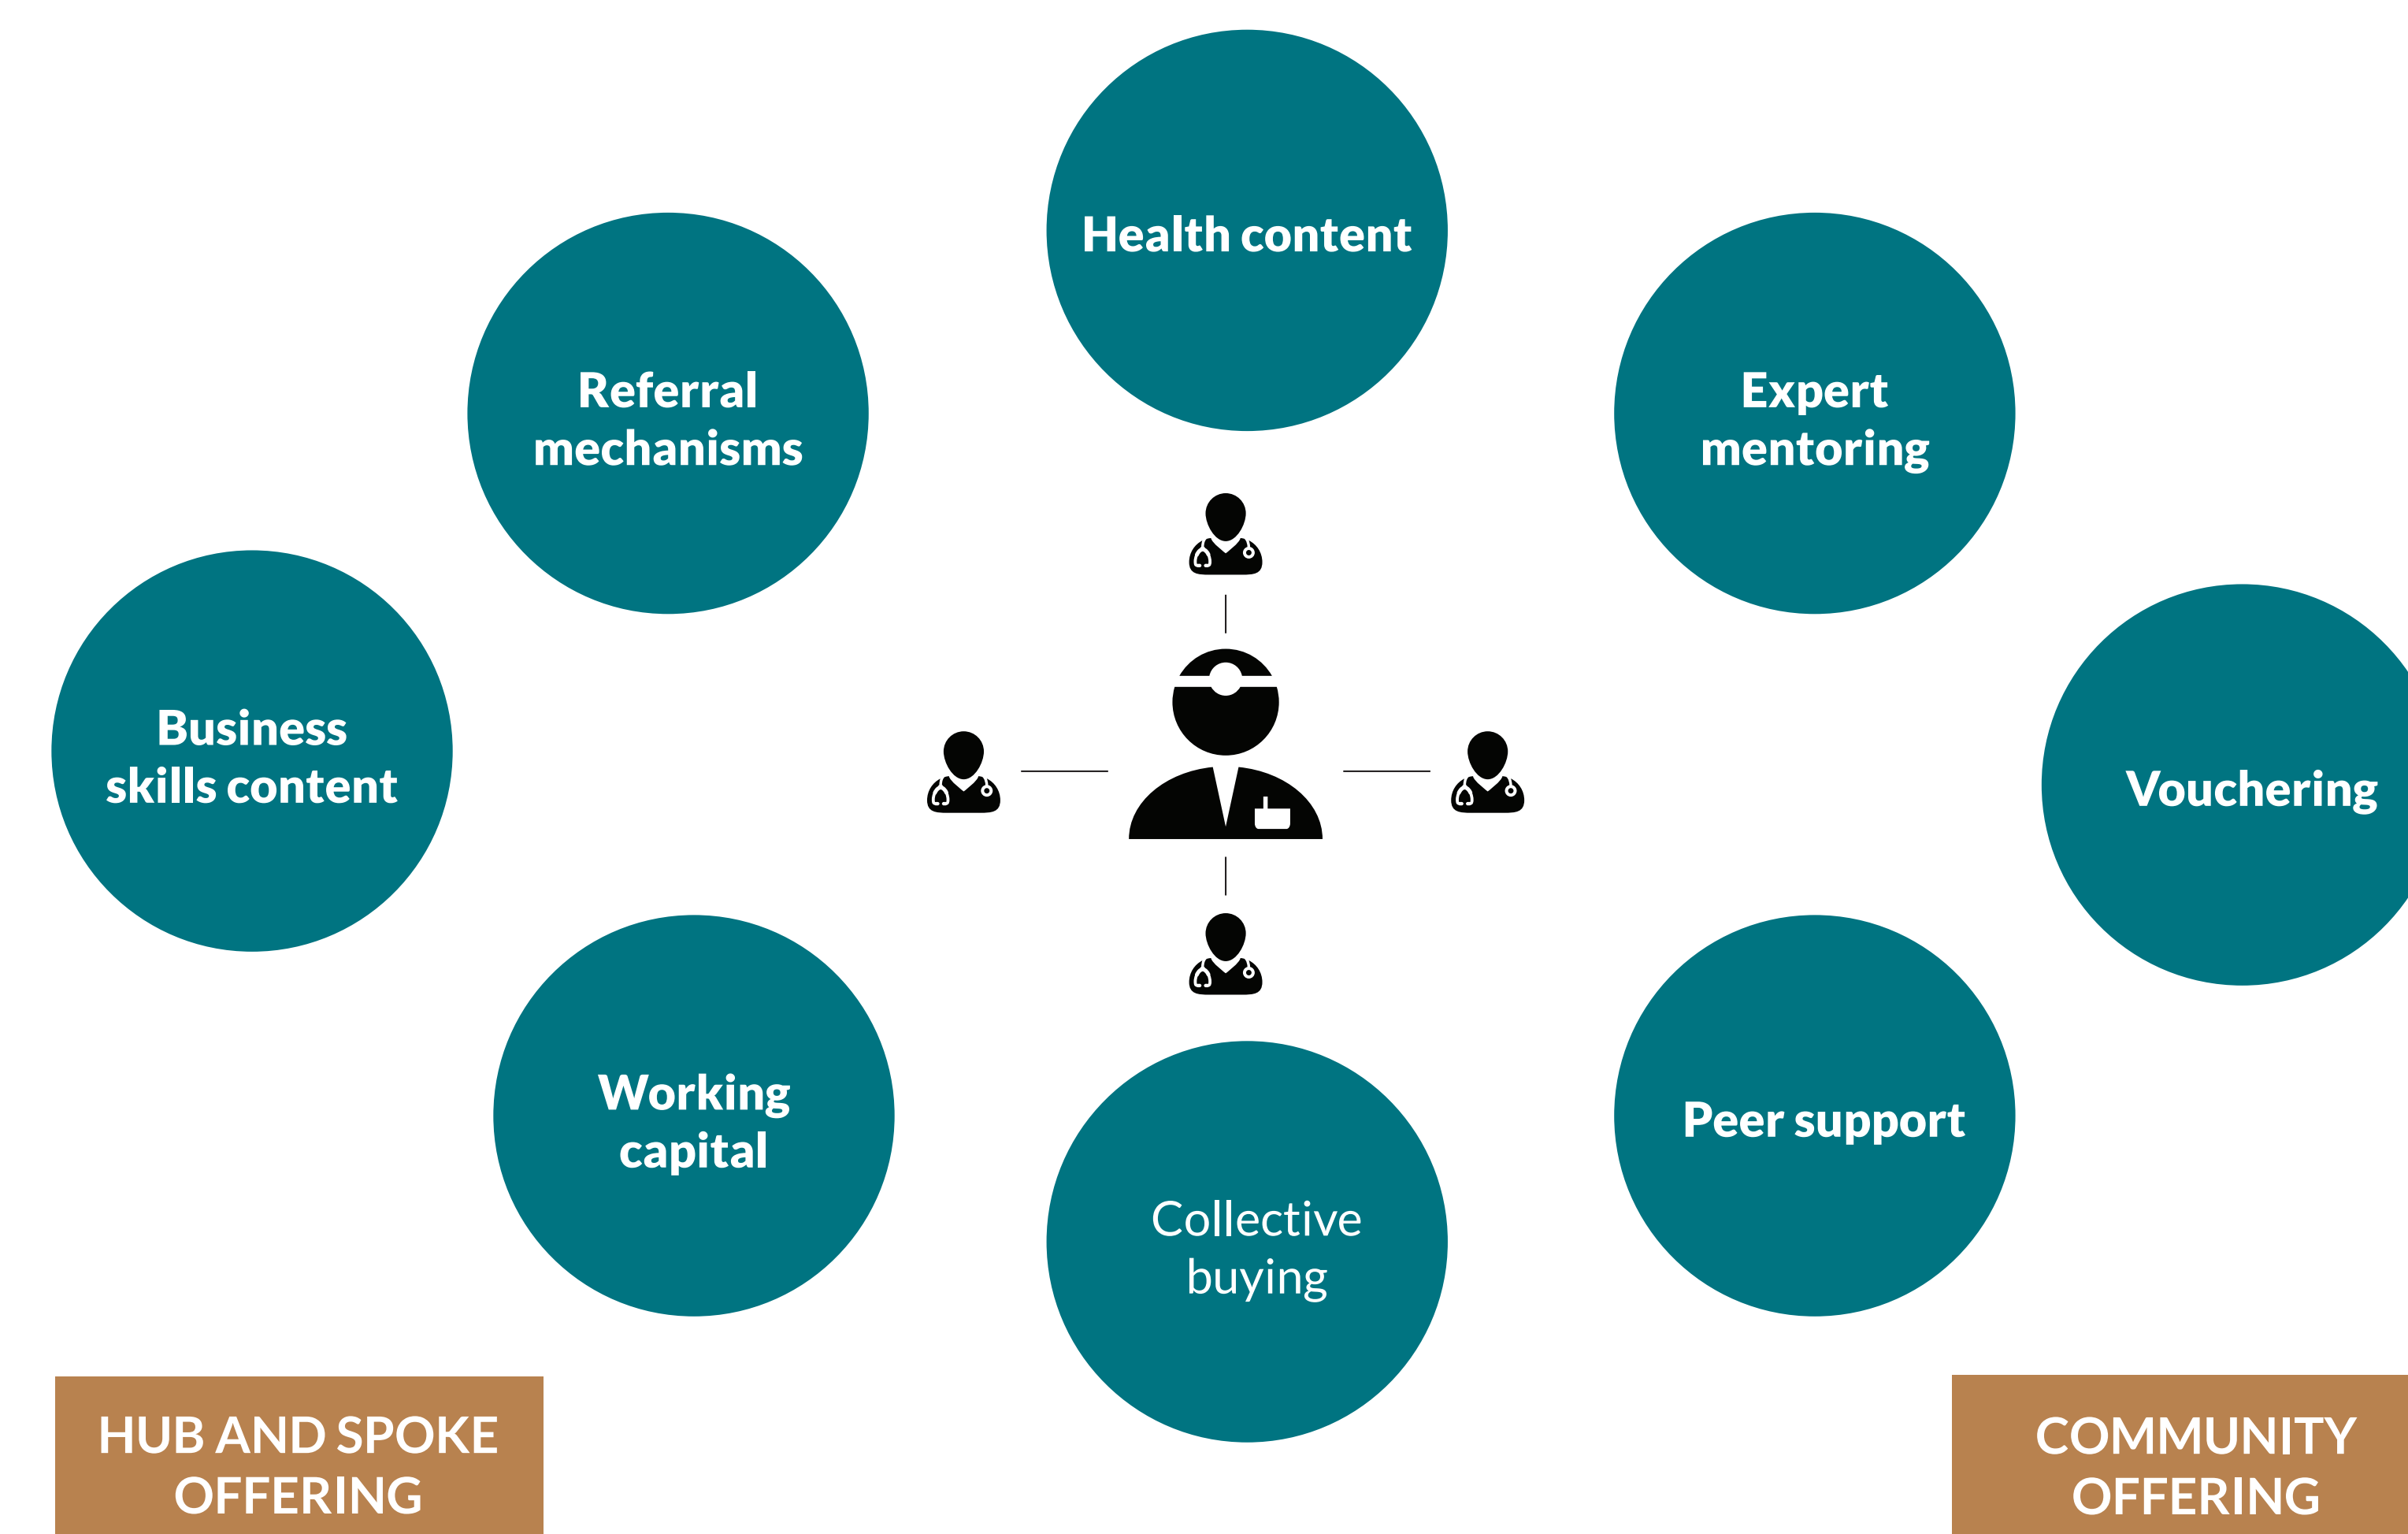 Health content
Referral
mechanisms
Expert
mentoring
Business
skills content
Vouchering
Working
capital
Peer support
Collective
buying
HUB AND SPOKE
OFFERING
COMMUNITY
OFFERING